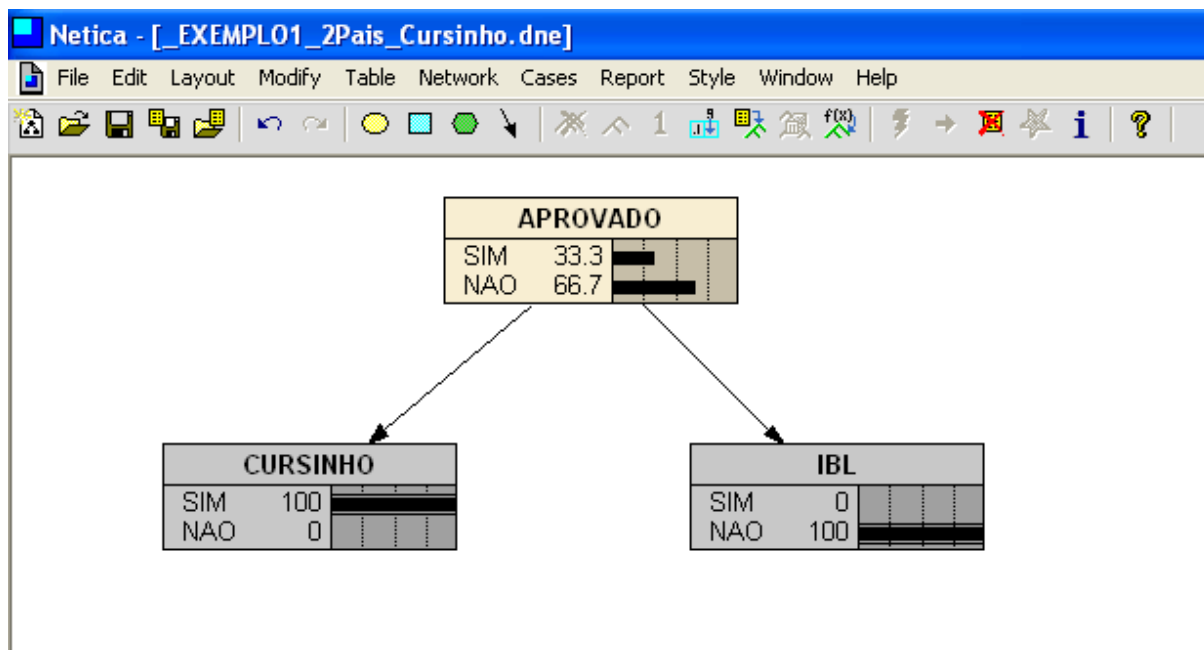 Netica - [_EXEMPLO1_2Pais_Cursinho.dne]
File Edit Layout Modify Table Network Cases Report Style Window Help
1 f(x) i ?
APROVADO
SIM 33.3
NAO 66.7
CURSINHO
SIM 100
NAO 0
IBL
SIM 0
NAO 100